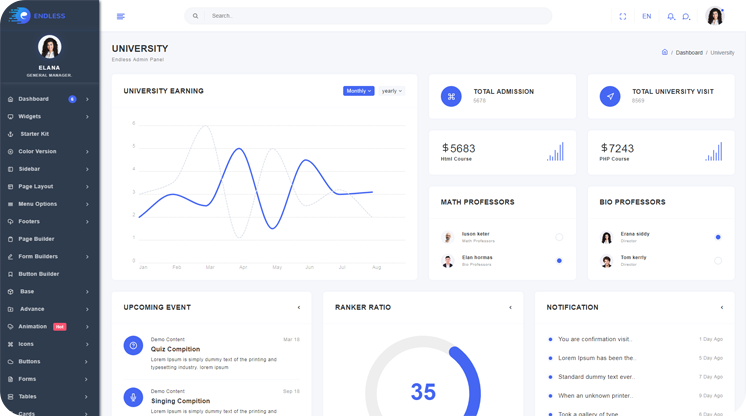 ENDLESS
Search..
EN
ELANA
GENERAL MANAGER.
Dashboard 6
Widgets
Starter Kit
Color Version
Sidebar
Page Layout
Menu Options
Footers
Page Builder
Form Builders
Button Builder
Base
Advance
Animation Hot
Icons
Buttons
Forms
Tables
Cards
UNIVERSITY
Endless Admin Panel
/ Dashboard / University
UNIVERSITY EARNING
Monthly
yearly
6
5
4
3
2
1
0
Jan Feb Mar Apr May Jun Jul Aug
TOTAL ADMISSION
5678
TOTAL UNIVERSITY VISIT
$5683
Html Course
$7243
PHP Course
MATH PROFESSORS
Iuson keter
Math Professors
Elan hormas
Bio Professors
BIO PROFESSORS
Erana siddy
Director
Tom kerrly
Director
UPCOMING EVENT
Demo Content Mar 18
Quiz Compition
Lorem Ipsum is simply dummy text of the printing and
typesetting industry. lorem ipsum
Demo Content Sep 18
Singing Compition
Lorem Ipsum is simply dummy text of the printing and
RANKER RATIO
35
NOTIFICATION
You are confirmation visit.. 1 Day Ago
Lorem Ipsum has been the.. 5 Day Ago
Standard dummy text ever.. 7 Day Ago
When an unknown printer.. 9 Day Ago
Took a gallery of type..